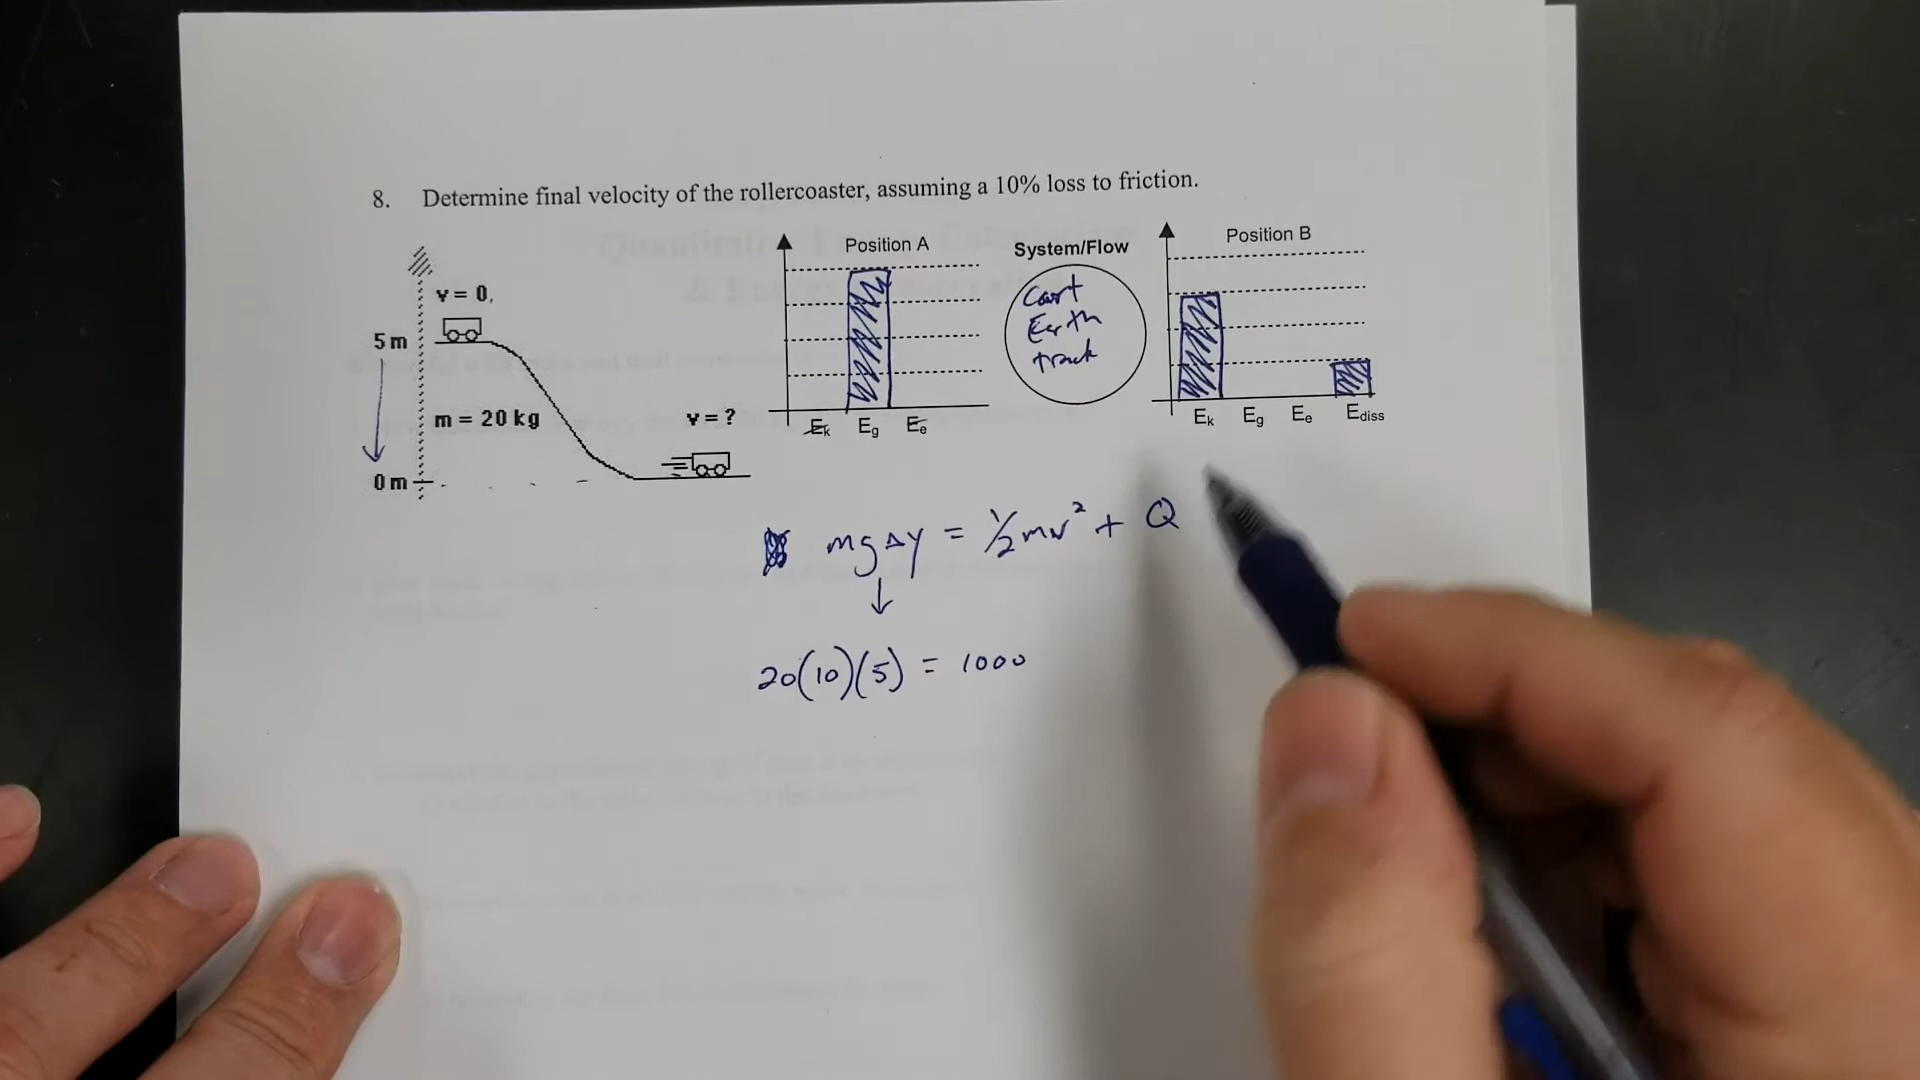 8. Determine final velocity of the rollercoaster, assuming a 10% loss to friction.
Position A
System/Flow
Position B
v = 0,
5 m
m = 20 kg
v = ?
0 m
Cart
Earth
track
Ek Eg Ee
Ek Eg Ee Ediss
mgΔy = 1/2mv² + Q
↓
20(10)(5) = 1000